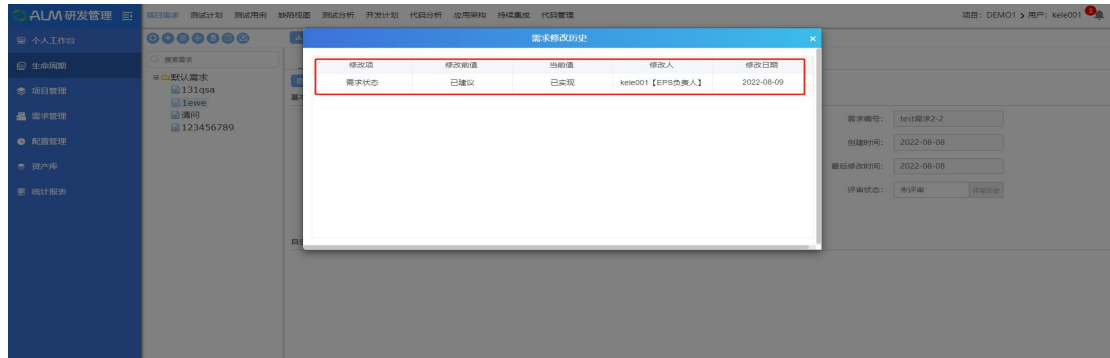 ALM 研发管理
项目需求 测试计划 测试用例 缺陷视图 测试分析 开发计划 代码分析 应用架构 持续集成 代码管理
项目: DEMO1 用户: kele001 3
个人工作台
生命周期
项目管理
需求管理
配置管理
资产库
统计报表
搜索需求
默认需求
131qsa
1ewe
请问
123456789
需求修改历史 ×
修改项 修改前值 当前值 修改人 修改日期
需求状态 已建议 已实现 kele001【EPS负责人】 2022-08-09
需求编号: test需求2-2
创建时间: 2022-08-08
最后修改时间: 2022-08-08
评审状态: 未评审 评审历史